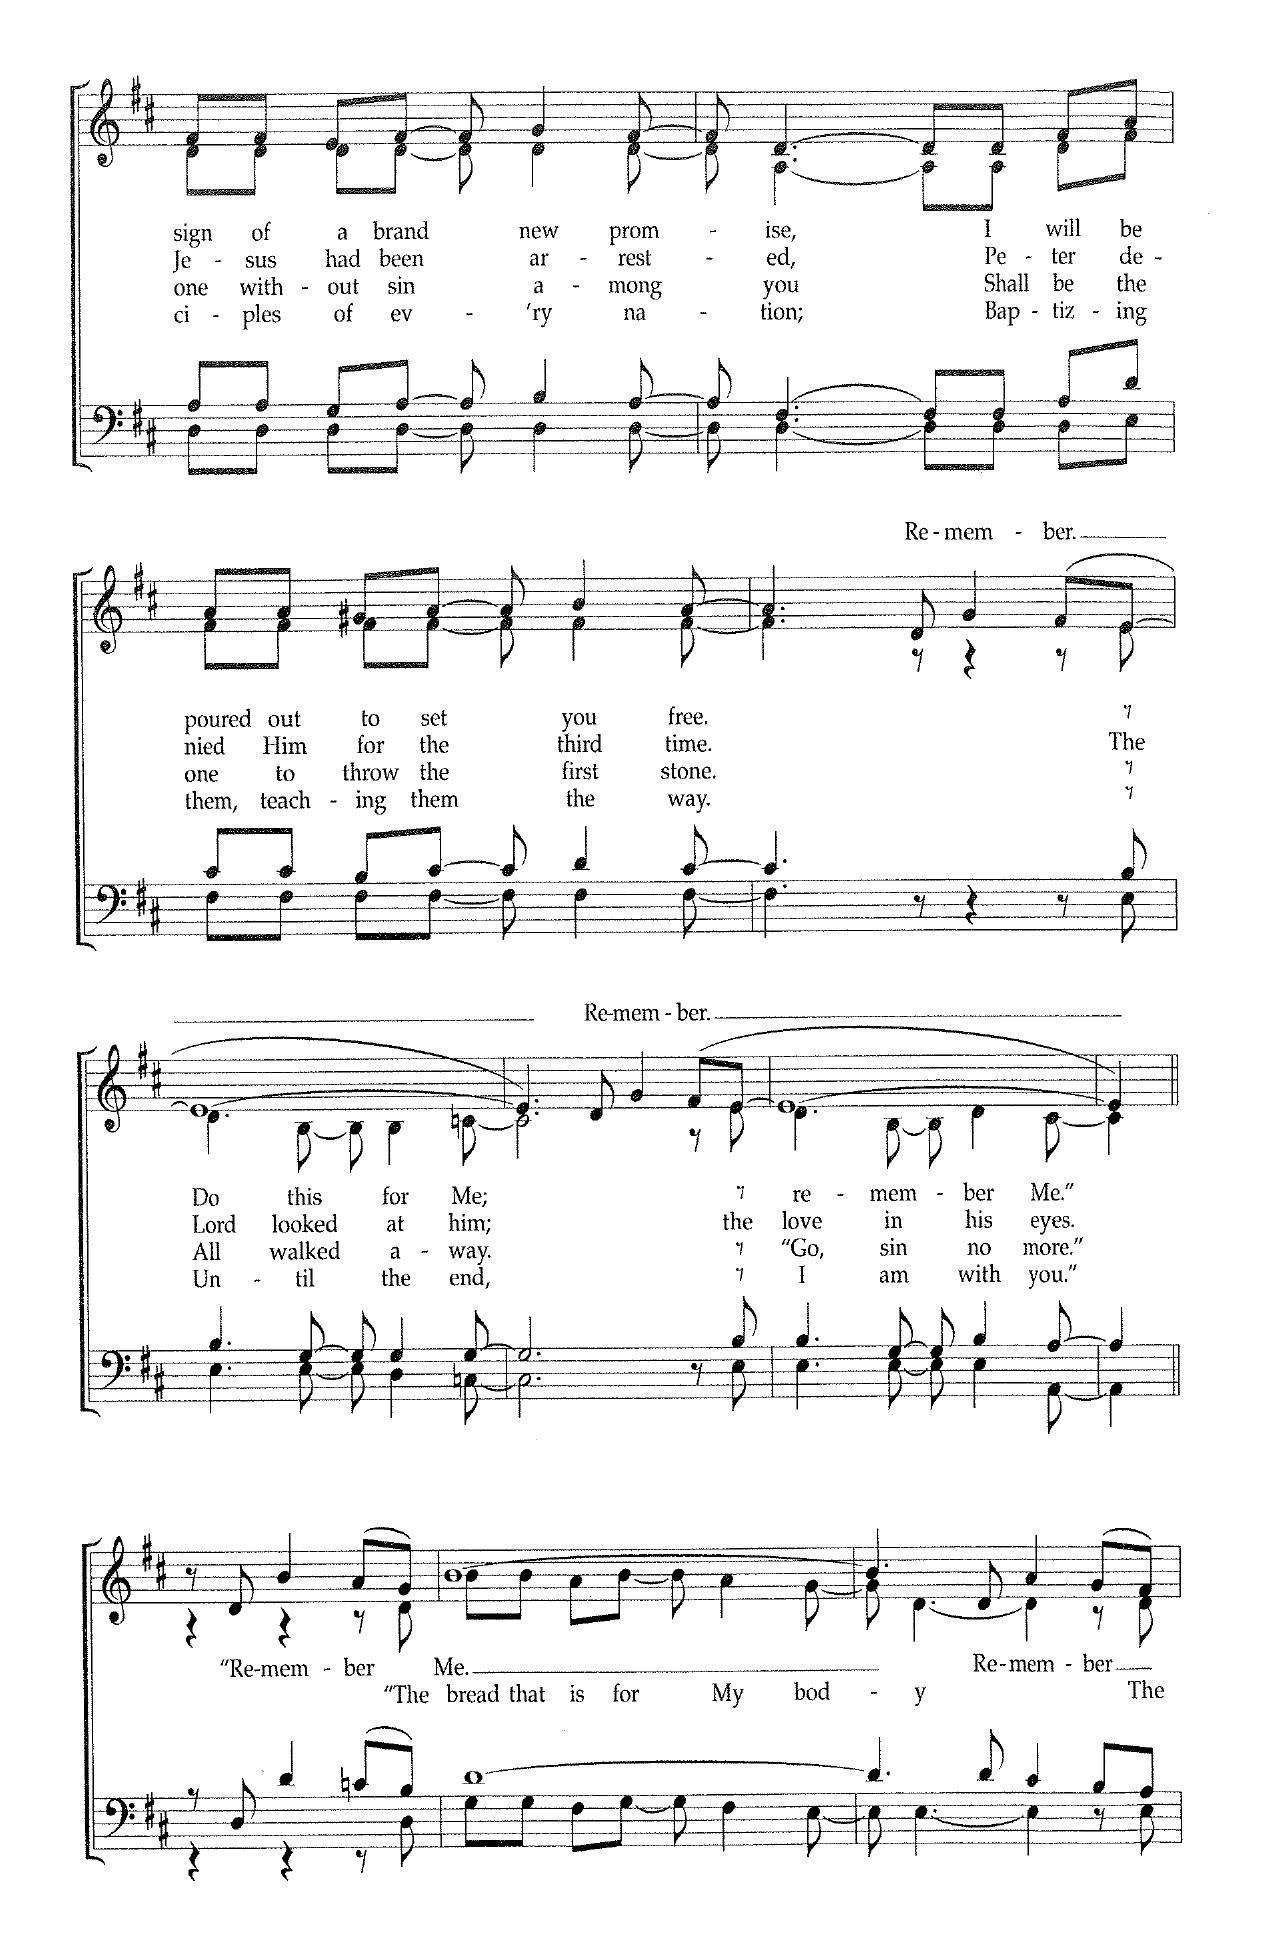 sign of a brand new prom - ise, I will be
Je - sus had been ar - rest - ed, Pe - ter de -
one with - out sin a - mong you Shall be the
ci - ples of ev - 'ry na - tion; Bap - tiz - ing
Re - mem - ber.
poured out to set you free.
nied Him for the third time. The
one to throw the first stone.
them, teach - ing them the way.
Re - mem - ber.
Do this for Me; re - mem - ber Me.”
Lord looked at him; the love in his eyes.
All walked a - way. “Go, sin no more.”
Un - til the end, I am with you.”
“Re - mem - ber Me. Re - mem - ber
“The bread that is for My bod - y The